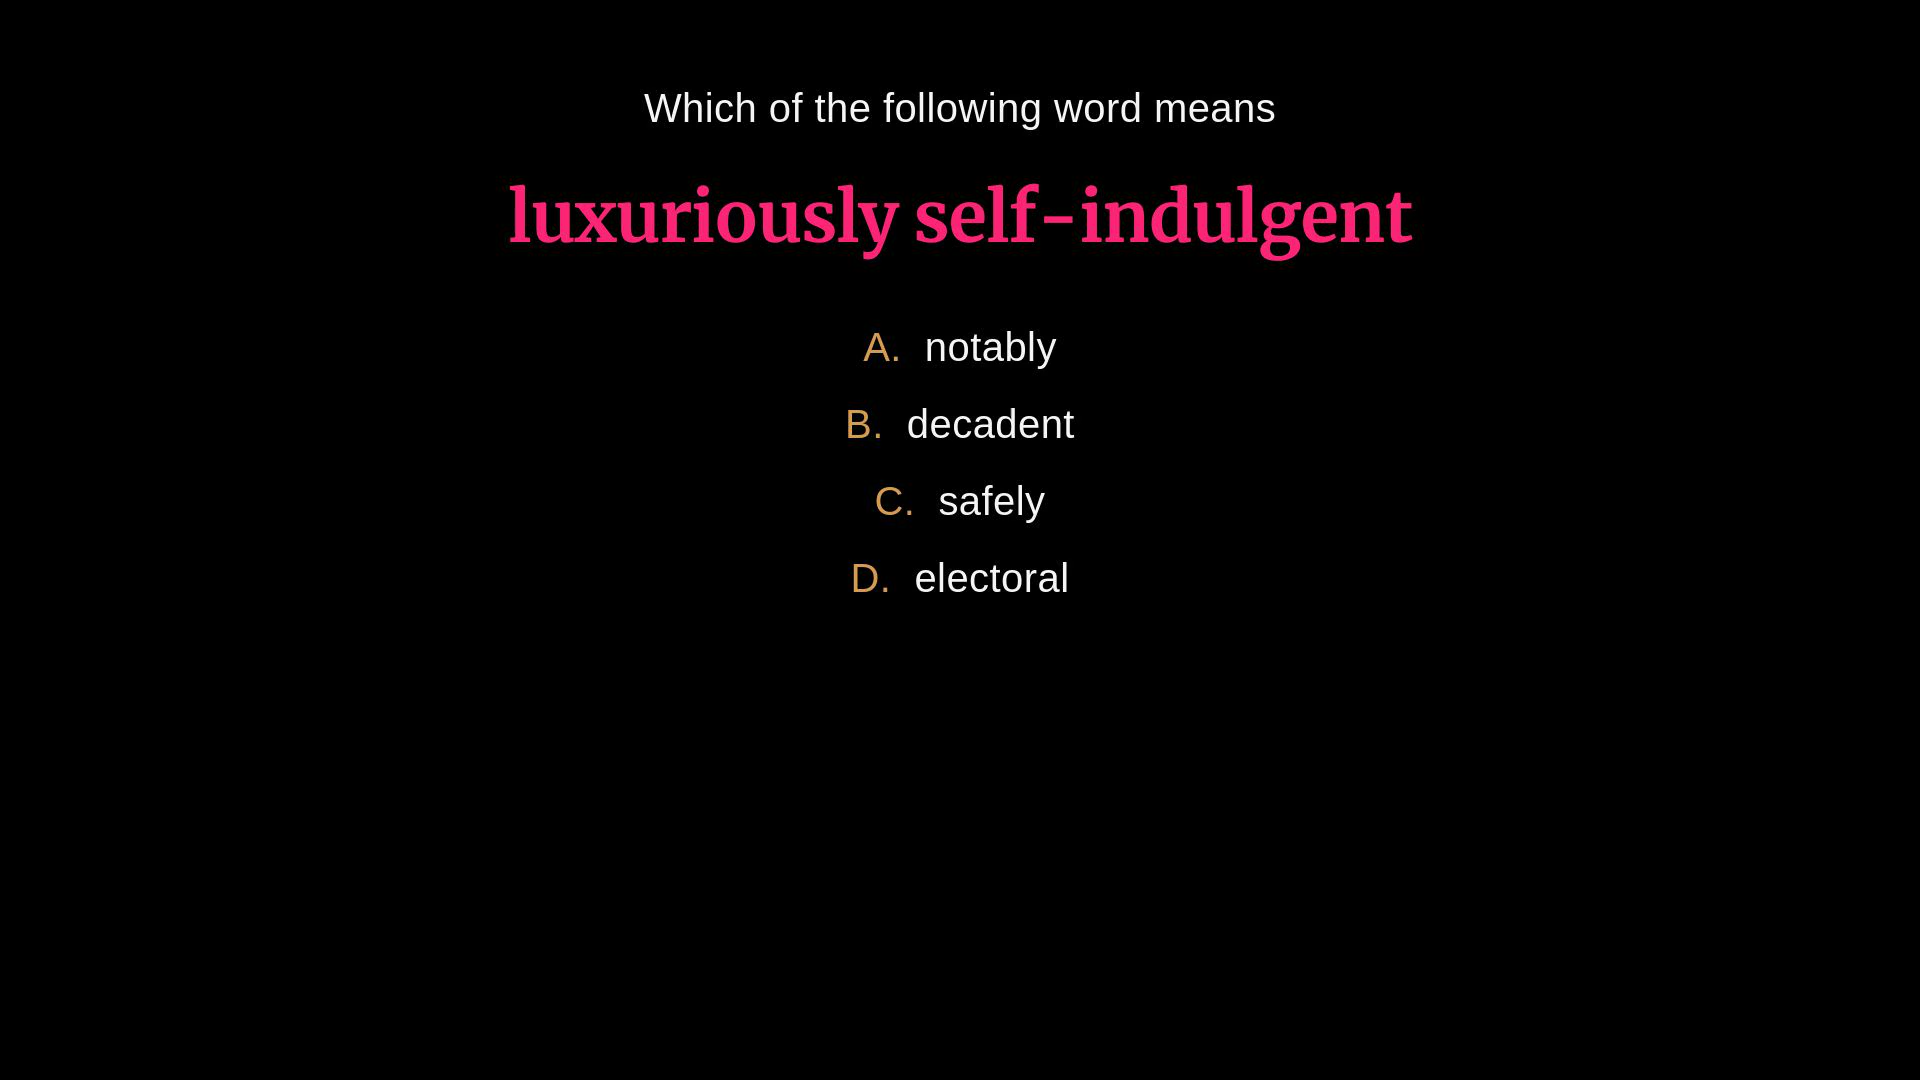 Which of the following word means
luxuriously self-indulgent
A. notably
B. decadent
C. safely
D. electoral